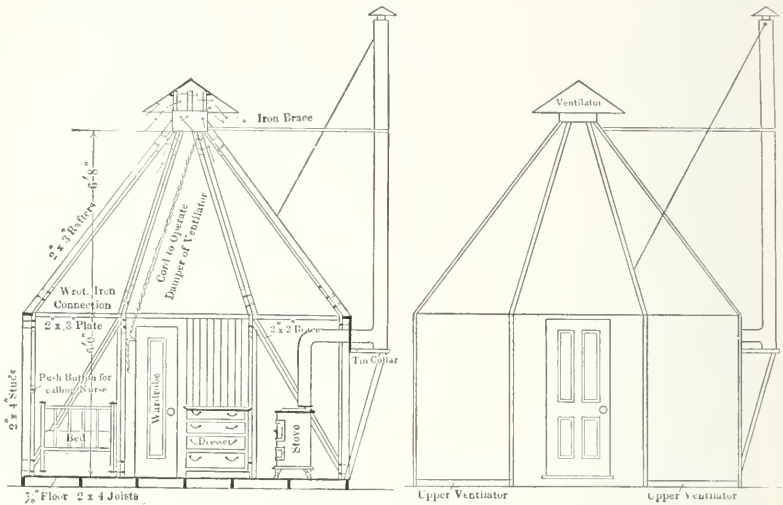 Iron Brace
6'-8"
2" x 3" Rafters
Cord to Operate
Damper of Ventilator
Wrot. Iron
Connection
2" x 3" Plate
6'-0"
2" x 2" Brace
Tin Collar
Push Button for
calling Nurse
2" x 4" Studs
Bed
Wardrobe
Dresser
Stove
7/8" Floor 2 x 4 Joists
Ventilator
Upper Ventilator
Upper Ventilator